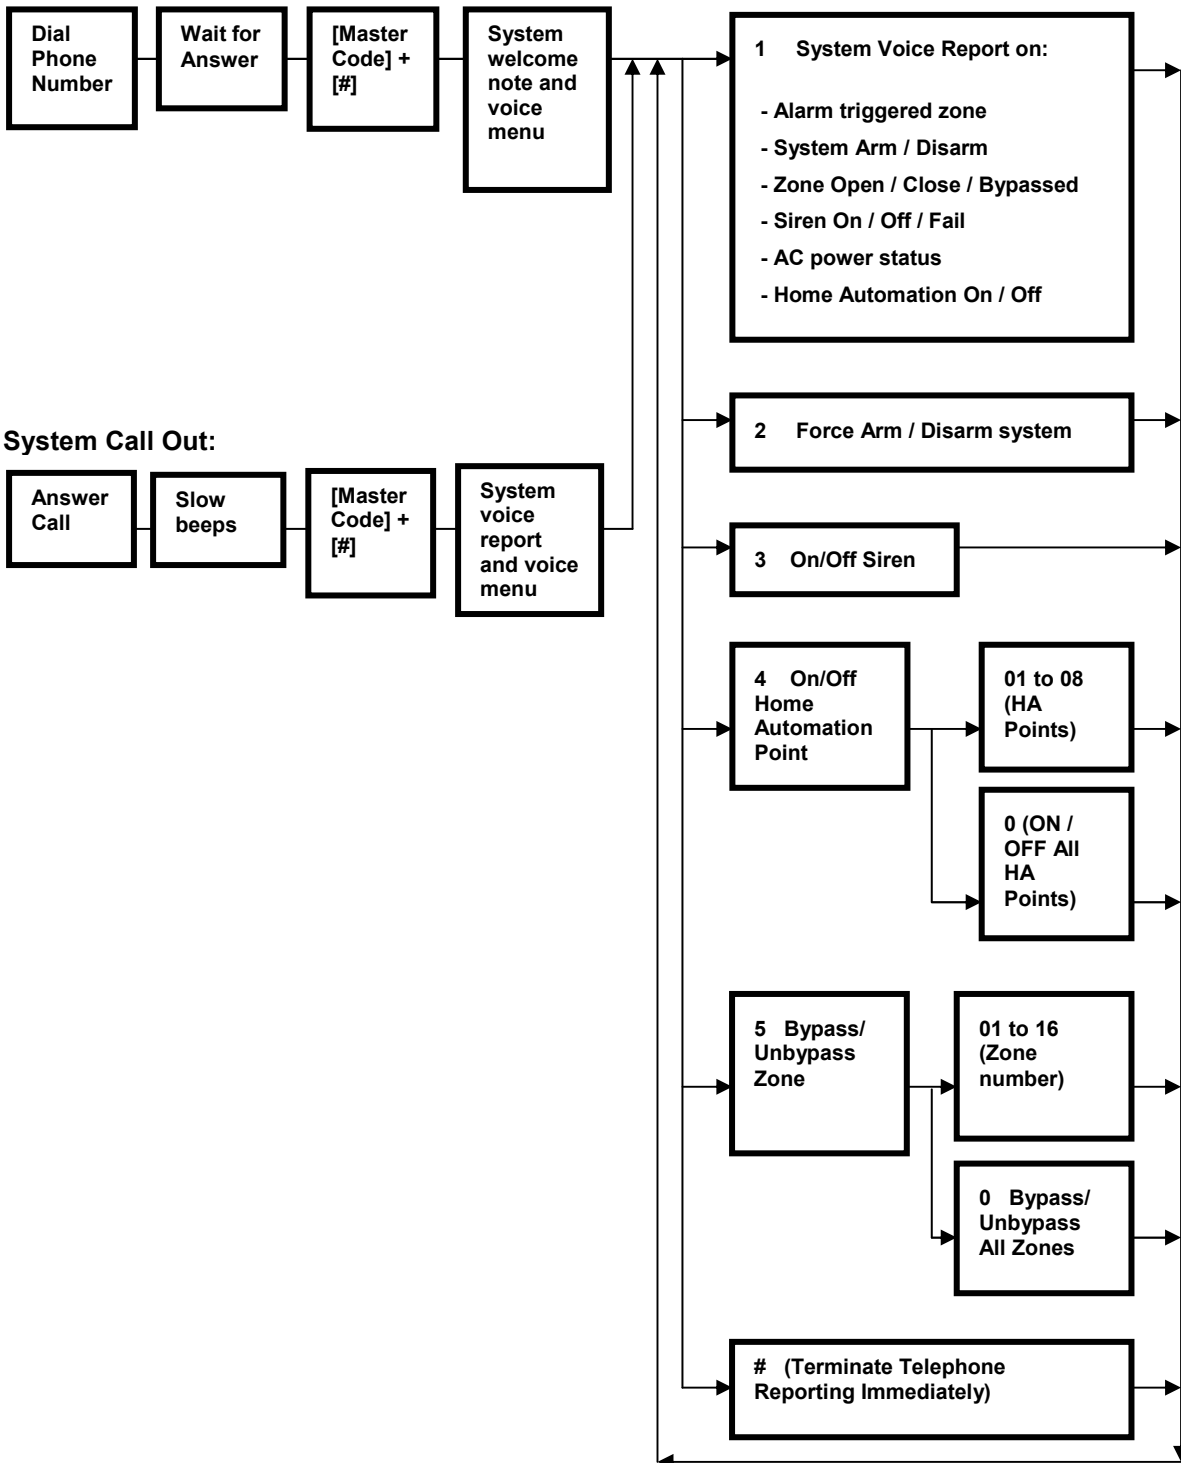 Dial
Phone
Number
Wait for
Answer
[Master
Code] +
[#]
System
welcome
note and
voice
menu
1 System Voice Report on:
- Alarm triggered zone
- System Arm / Disarm
- Zone Open / Close / Bypassed
- Siren On / Off / Fail
- AC power status
- Home Automation On / Off
2 Force Arm / Disarm system
System Call Out:
Answer
Call
Slow
beeps
[Master
Code] +
[#]
System
voice
report
and voice
menu
3 On/Off Siren
4 On/Off
Home
Automation
Point
01 to 08
(HA
Points)
0 (ON /
OFF All
HA
Points)
5 Bypass/
Unbypass
Zone
01 to 16
(Zone
number)
0 Bypass/
Unbypass
All Zones
# (Terminate Telephone
Reporting Immediately)